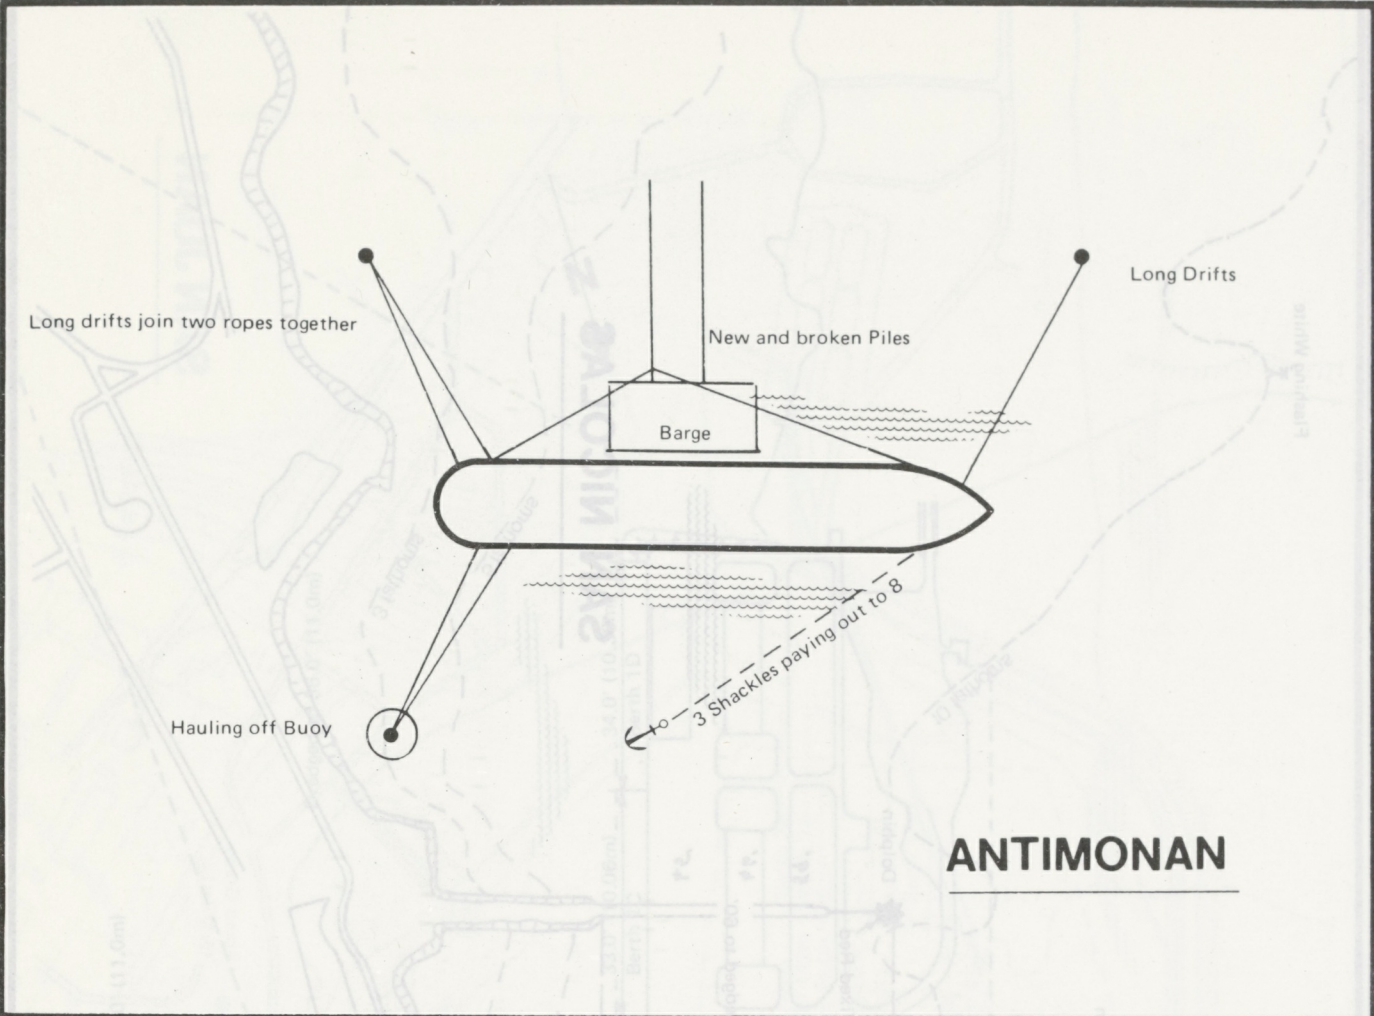 Long Drifts
Long drifts join two ropes together
New and broken Piles
Barge
3 Shackles paying out to 8
Hauling off Buoy
ANTIMONAN